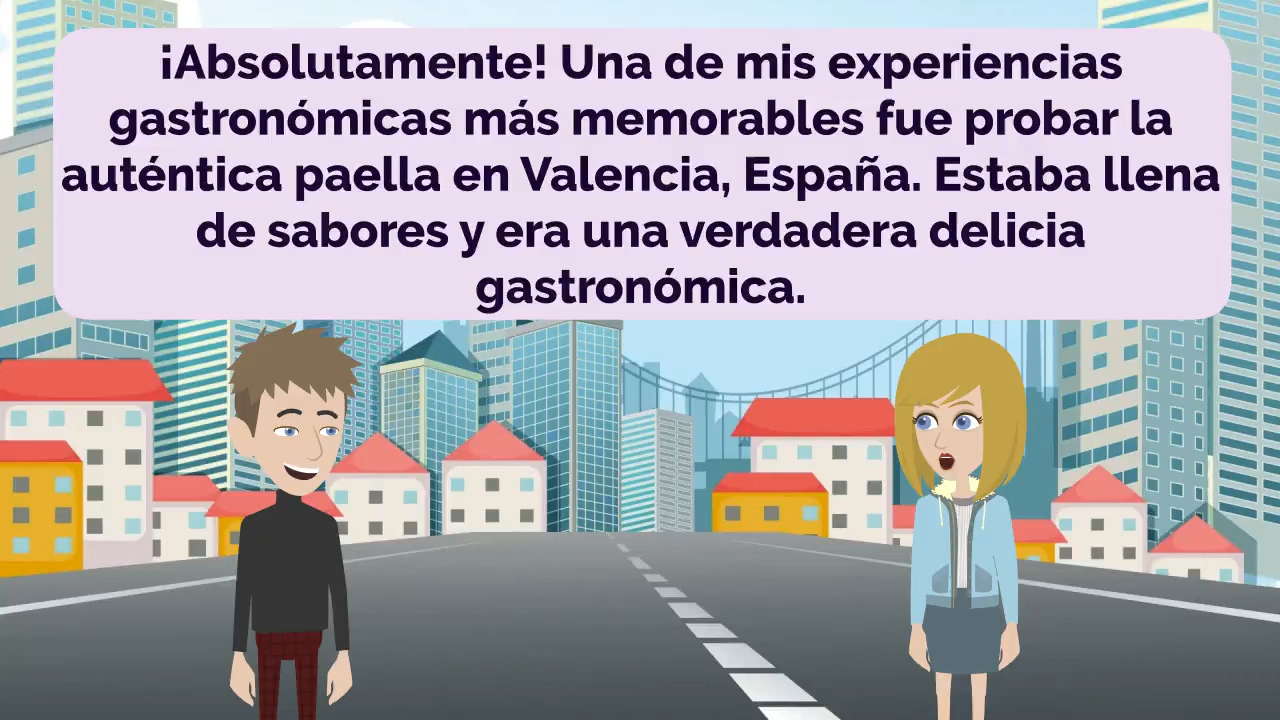 ¡Absolutamente! Una de mis experiencias
gastronómicas más memorables fue probar la
auténtica paella en Valencia, España. Estaba llena
de sabores y era una verdadera delicia
gastronómica.